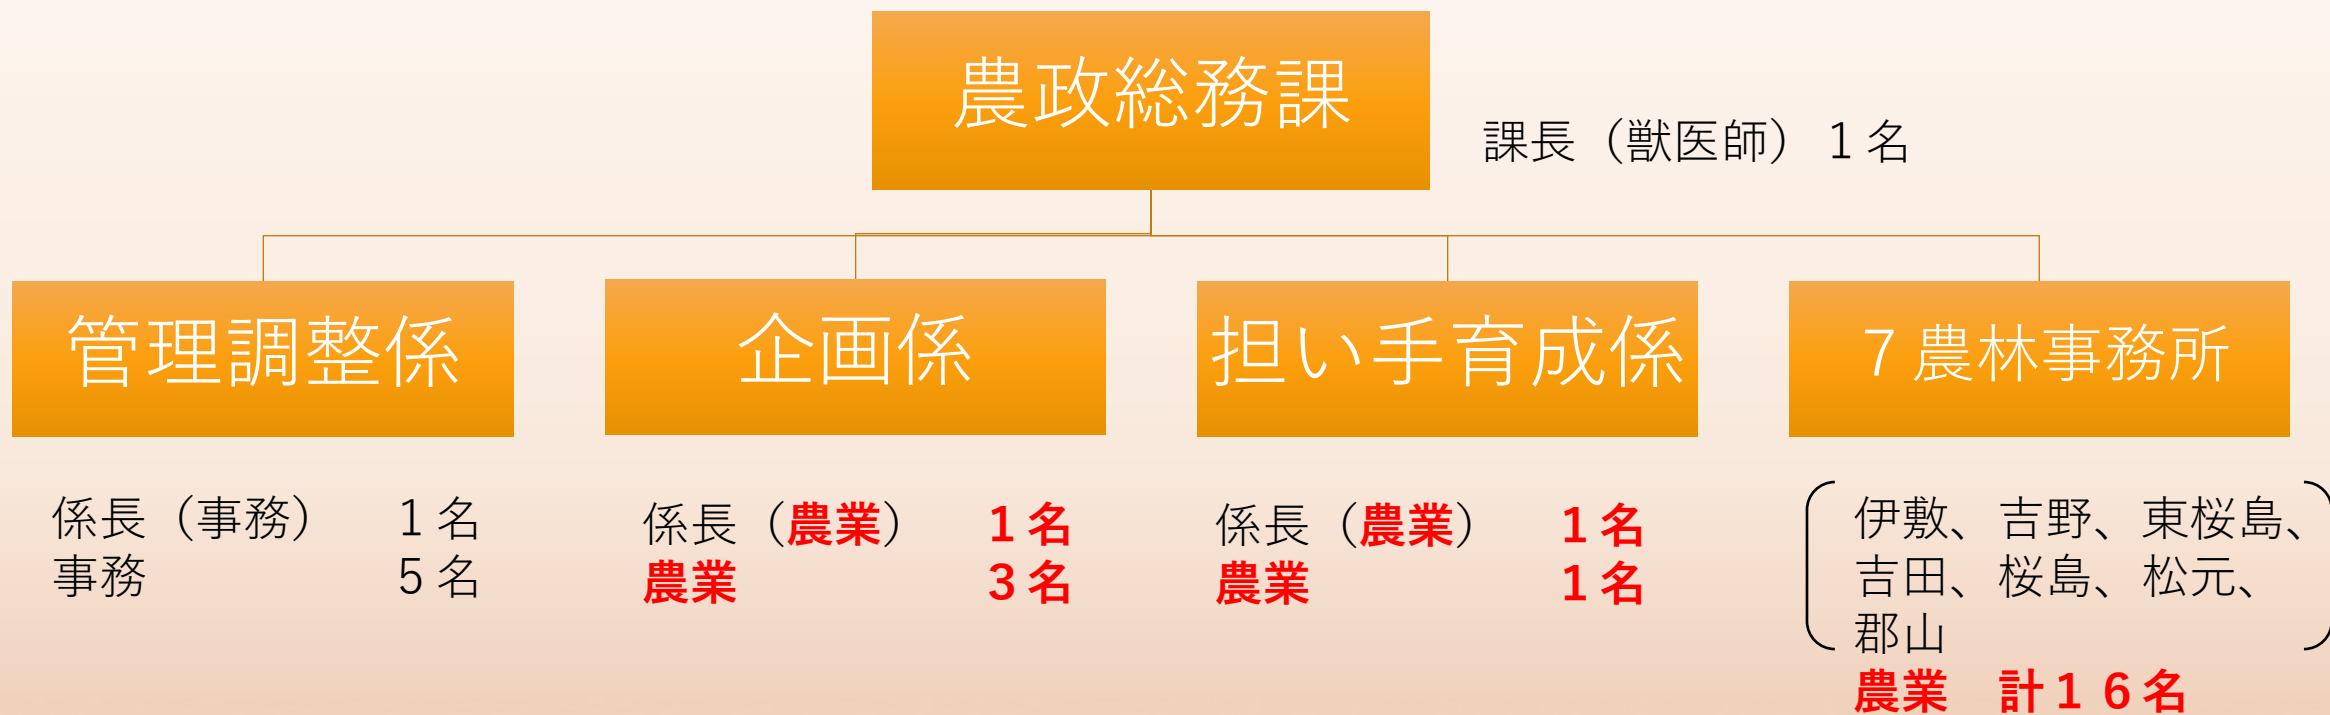 農政総務課
課長（獣医師）１名
管理調整係
企画係
担い手育成係
７農林事務所
係長（事務）　１名
事務　　　　　５名
係長（農業）　１名
農業　　　　　３名
係長（農業）　１名
農業　　　　　１名
伊敷、吉野、東桜島、
吉田、桜島、松元、
郡山
農業　計１６名